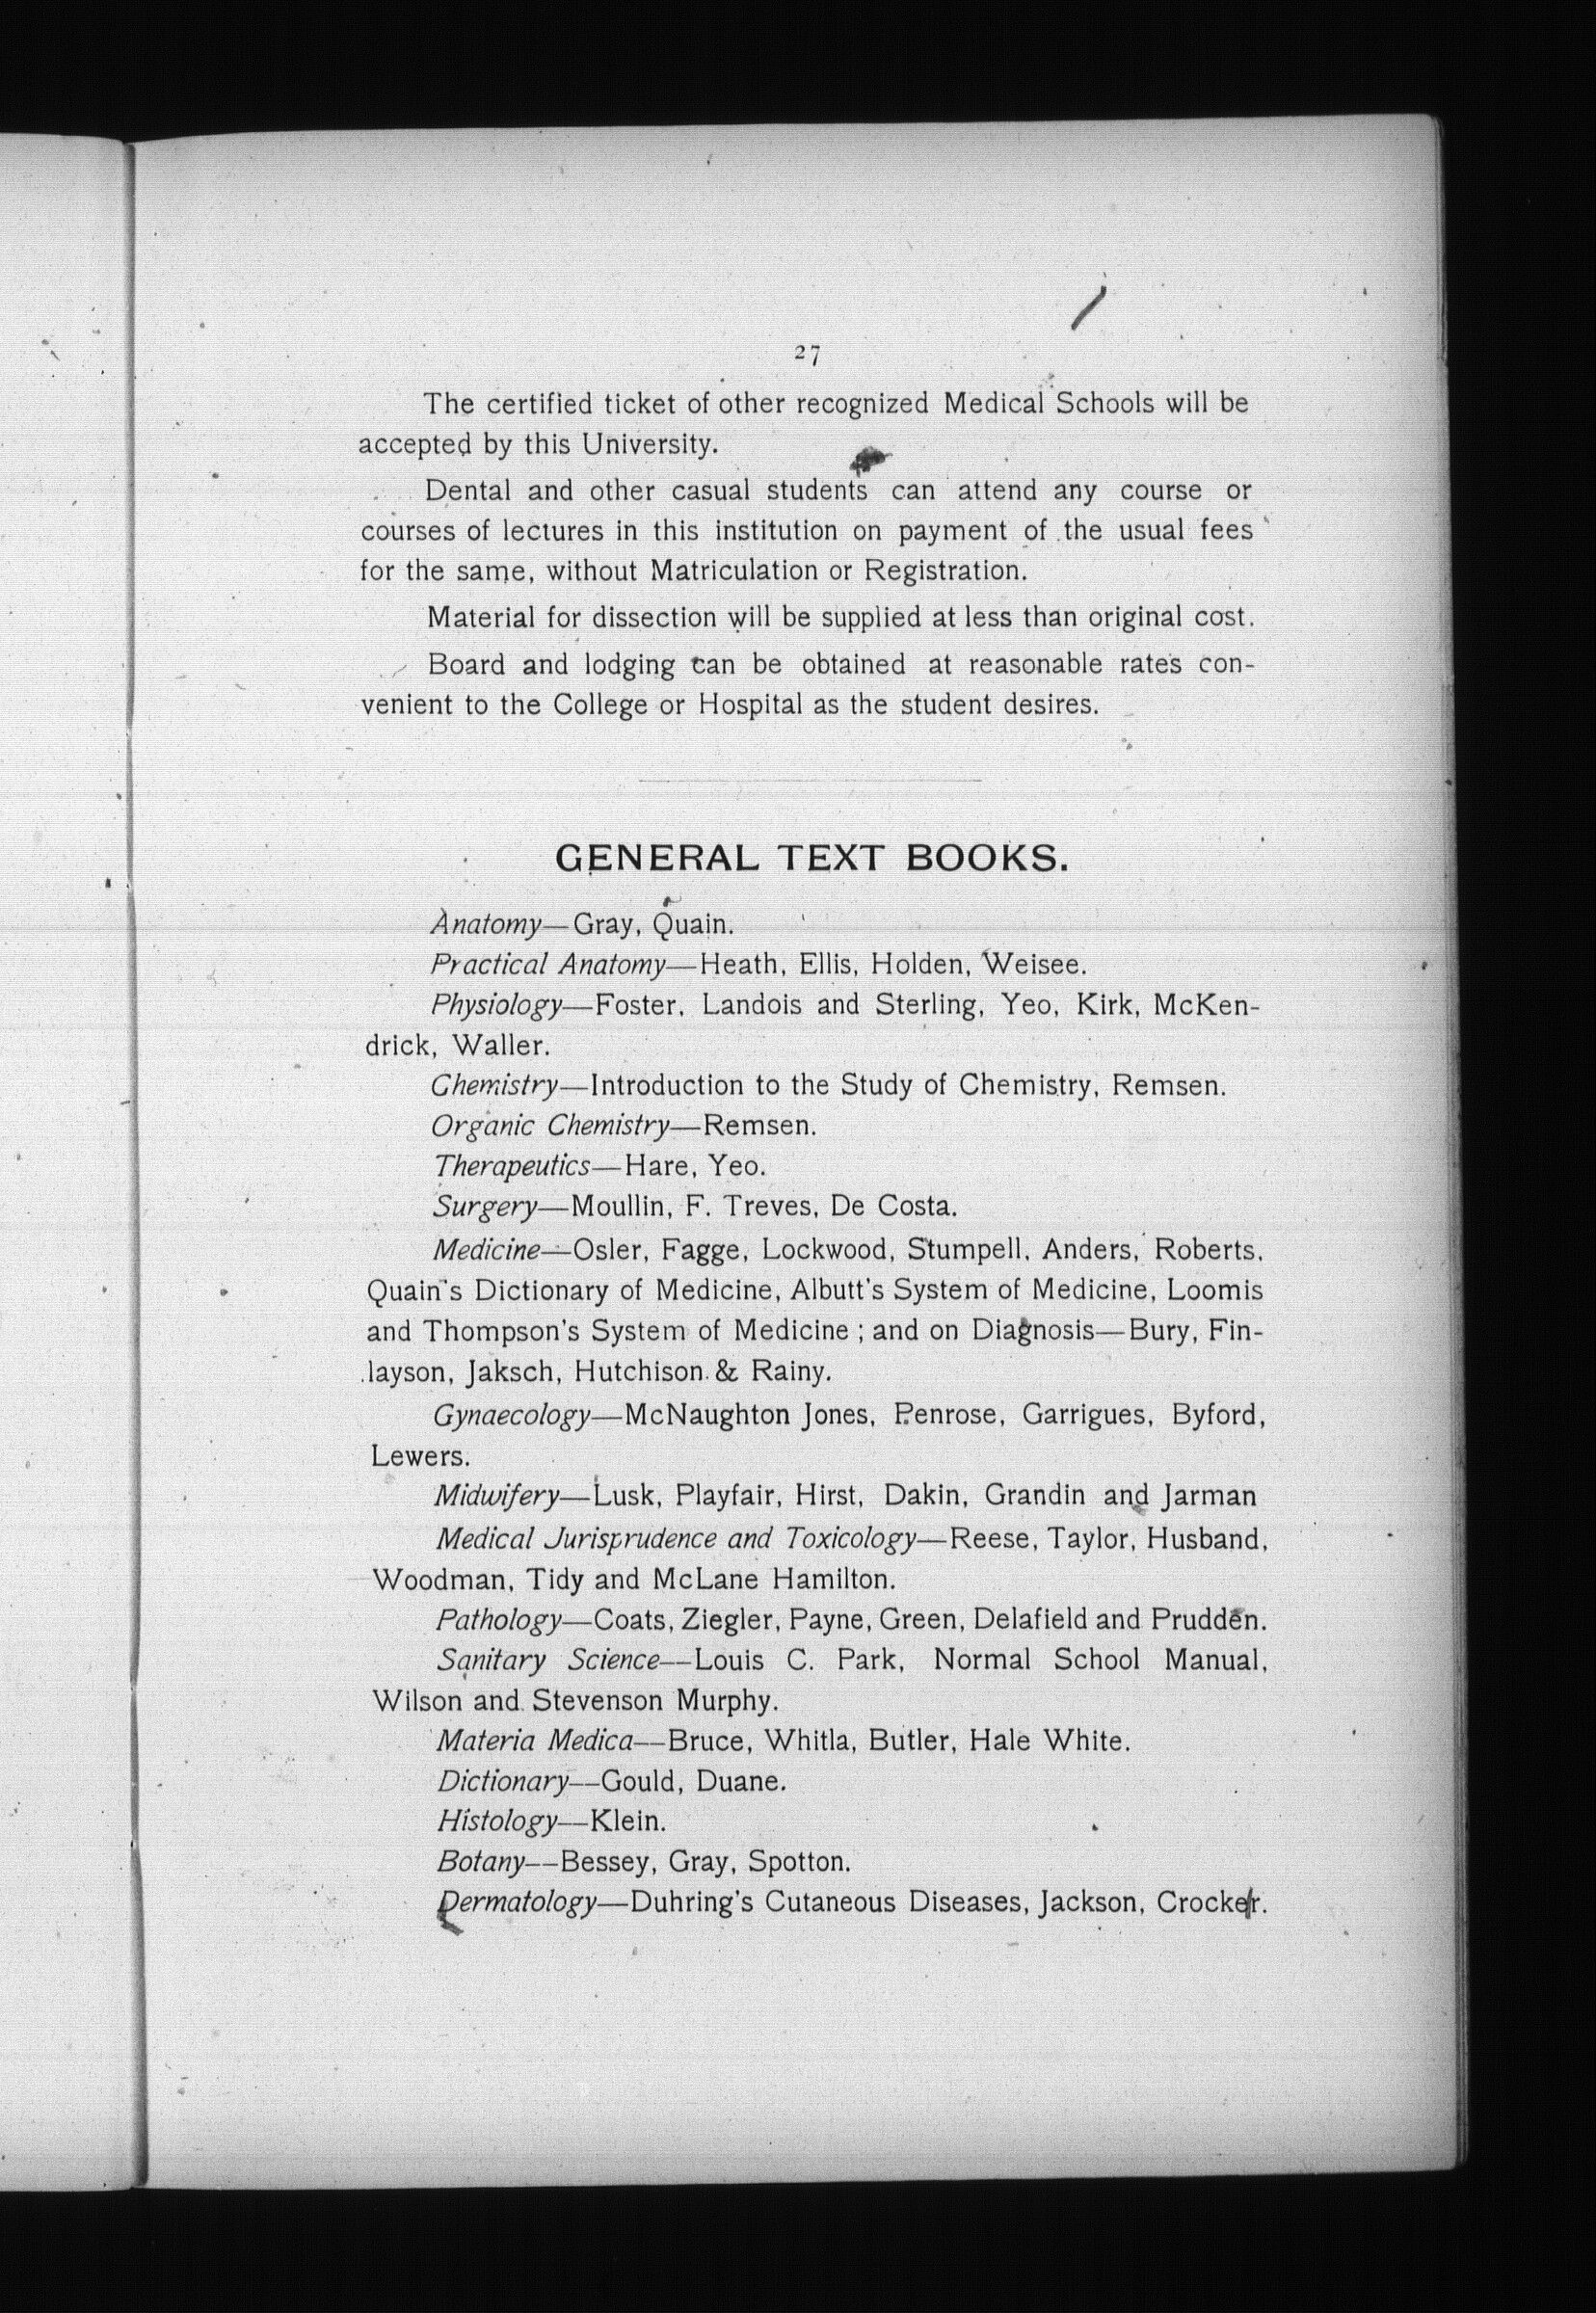 27
The certified ticket of other recognized Medical Schools will be
accepted by this University.
Dental and other casual students can attend any course or
courses of lectures in this institution on payment of the usual fees
for the same, without Matriculation or Registration.
Material for dissection will be supplied at less than original cost.
Board and lodging can be obtained at reasonable rates con-
venient to the College or Hospital as the student desires.
GENERAL TEXT BOOKS.
Anatomy—Gray, Quain.
Practical Anatomy—Heath, Ellis, Holden, Weisee.
Physiology—Foster, Landois and Sterling, Yeo, Kirk, McKen-
drick, Waller.
Chemistry—Introduction to the Study of Chemistry, Remsen.
Organic Chemistry—Remsen.
Therapeutics—Hare, Yeo.
Surgery—Moullin, F. Treves, De Costa.
Medicine—Osler, Fagge, Lockwood, Stumpell, Anders, Roberts,
Quain's Dictionary of Medicine, Albutt's System of Medicine, Loomis
and Thompson's System of Medicine ; and on Diagnosis—Bury, Fin-
layson, Jaksch, Hutchison & Rainy.
Gynaecology—McNaughton Jones, Penrose, Garrigues, Byford,
Lewers.
Midwifery—Lusk, Playfair, Hirst, Dakin, Grandin and Jarman
Medical Jurisprudence and Toxicology—Reese, Taylor, Husband,
Woodman, Tidy and McLane Hamilton.
Pathology—Coats, Ziegler, Payne, Green, Delafield and Prudden.
Sanitary Science—Louis C. Park, Normal School Manual,
Wilson and Stevenson Murphy.
Materia Medica—Bruce, Whitla, Butler, Hale White.
Dictionary—Gould, Duane.
Histology—Klein.
Botany—Bessey, Gray, Spotton.
Dermatology—Duhring's Cutaneous Diseases, Jackson, Crocker.